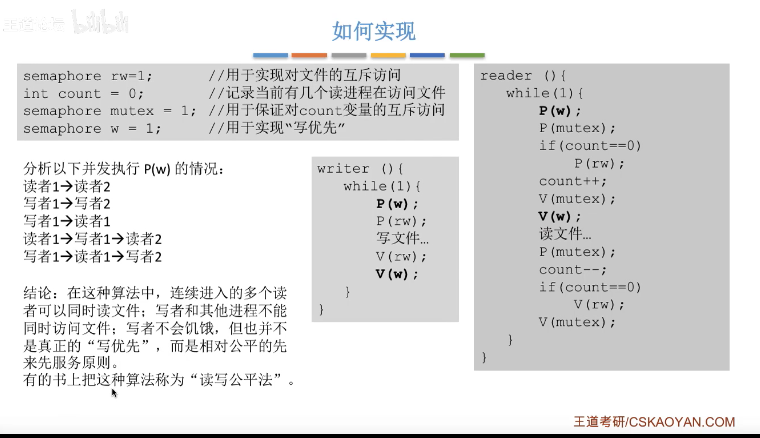 如何实现
semaphore rw=1; //用于实现对文件的互斥访问
int count = 0; //记录当前有几个读进程在访问文件
semaphore mutex = 1; //用于保证对count变量的互斥访问
semaphore w = 1; //用于实现“写优先”
分析以下并发执行 P(w) 的情况：
读者1→读者2
写者1→写者2
写者1→读者1
读者1→写者1→读者2
写者1→读者1→写者2
结论：在这种算法中，连续进入的多个读
者可以同时读文件；写者和其他进程不能
同时访问文件；写者不会饥饿，但也并不
是真正的“写优先”，而是相对公平的先
来先服务原则。
有的书上把这种算法称为“读写公平法”。
writer (){
while(1){
P(w);
P(rw);
写文件…
V(rw);
V(w);
}
}
reader (){
while(1){
P(w);
P(mutex);
if(count==0)
P(rw);
count++;
V(mutex);
V(w);
读文件…
P(mutex);
count--;
if(count==0)
V(rw);
V(mutex);
}
}
王道考研/CSKAOYAN.COM